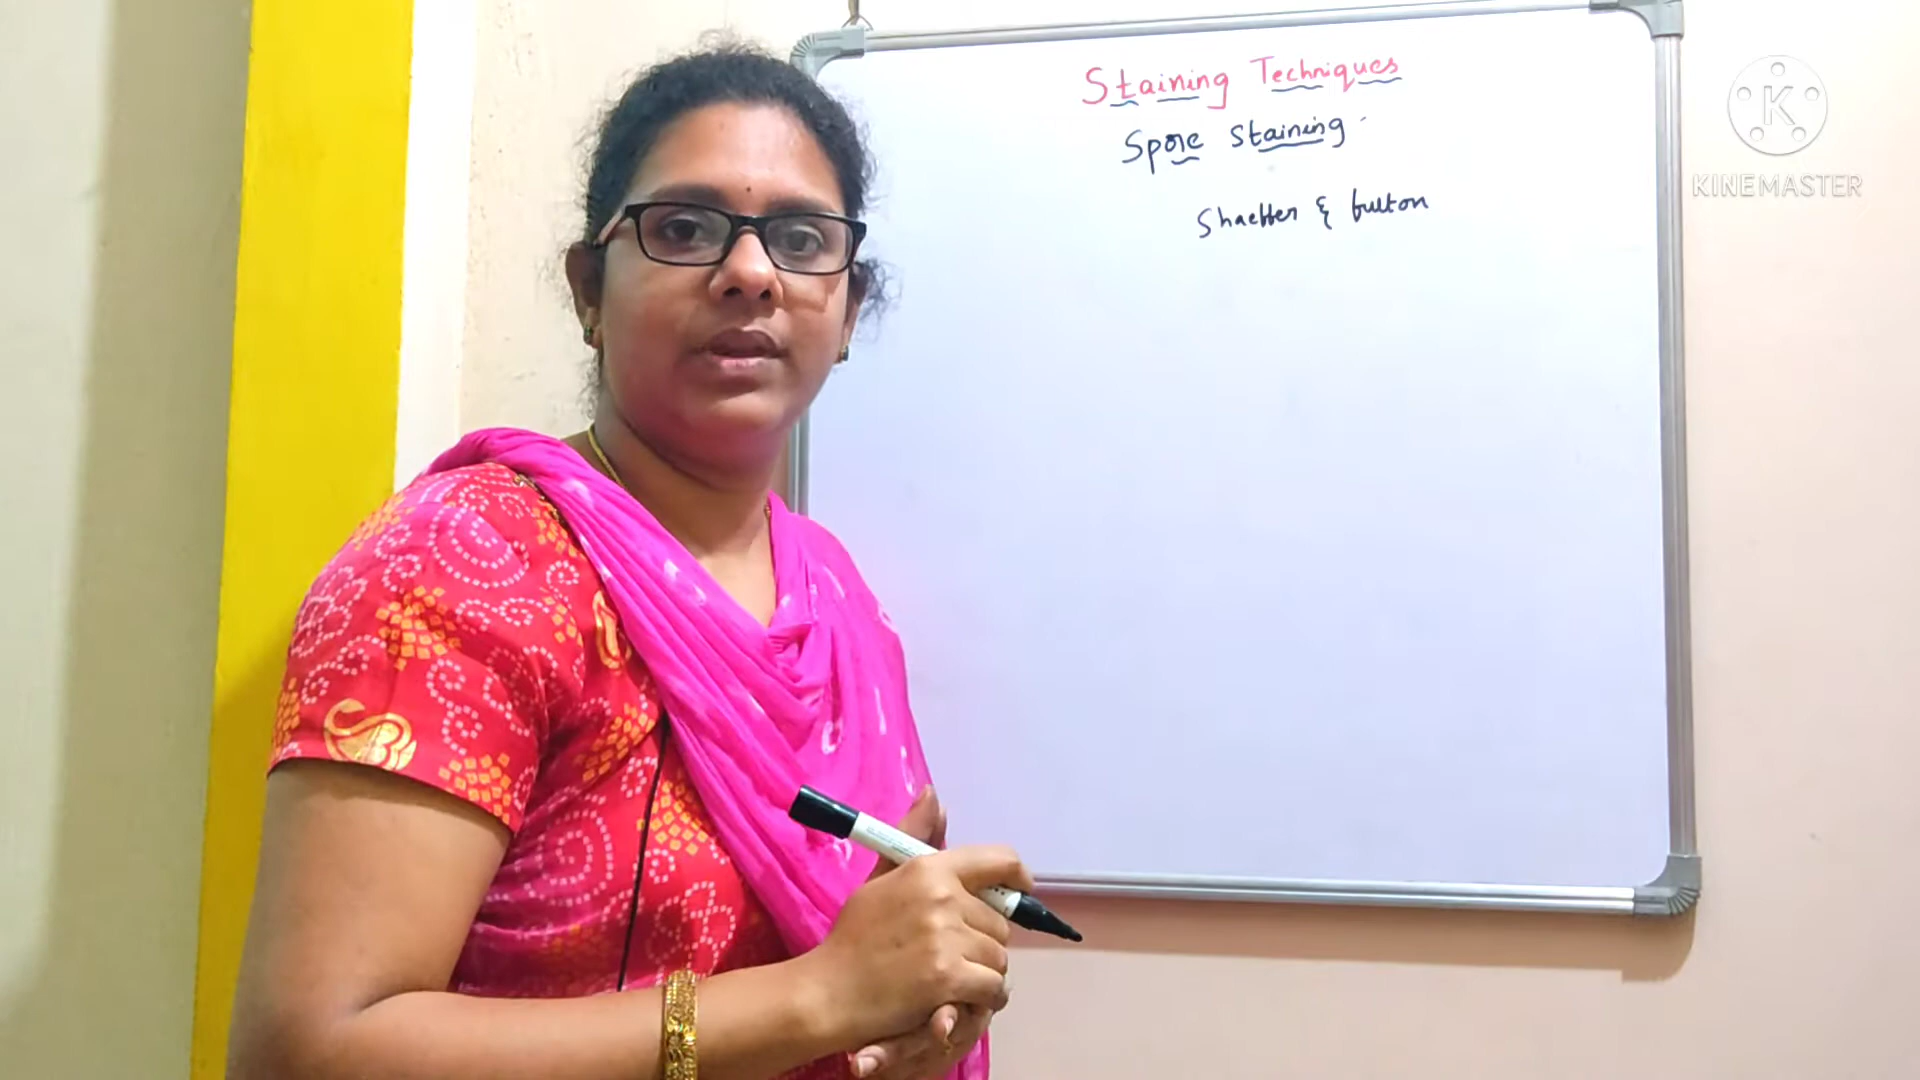 Staining Techniques
Spore staining
Shaeffer & fulton
K
KINEMASTER